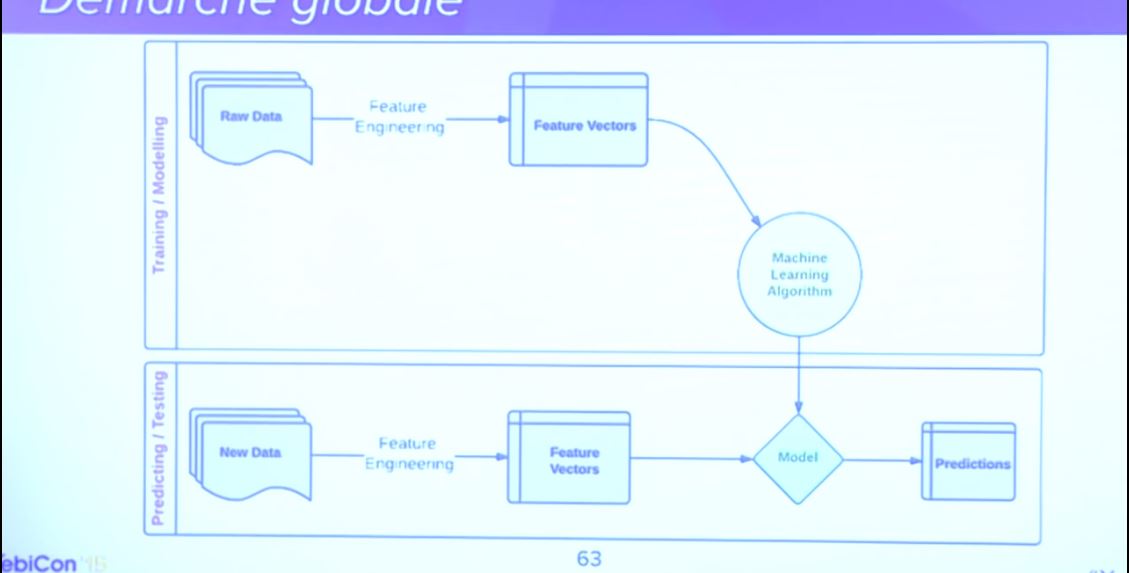 Démarche globale
Training / Modelling
Raw Data
Feature
Engineering
Feature Vectors
Machine
Learning
Algorithm
Predicting / Testing
New Data
Feature
Engineering
Feature
Vectors
Model
Predictions
ebiCon '15
63